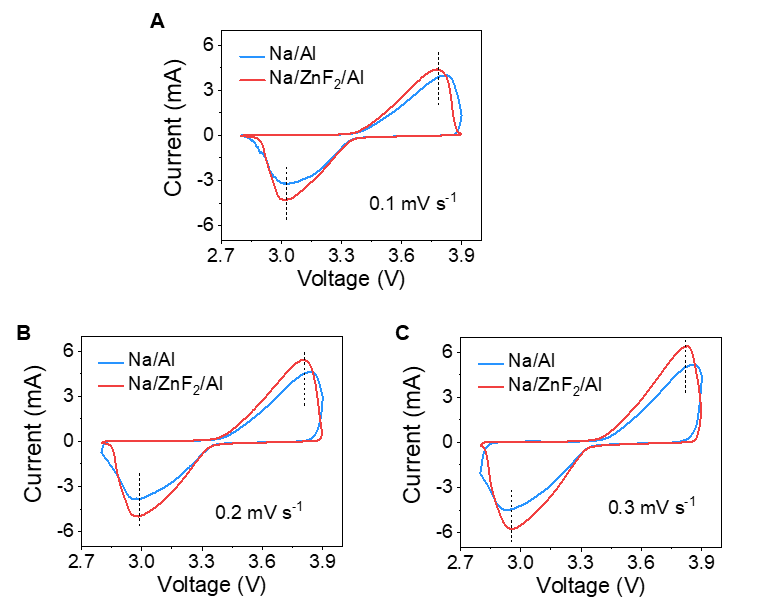 A
Na/Al
Na/ZnF2/Al
6
3
0
-3
-6
Current (mA)
0.1 mV s-1
2.7 3.0 3.3 3.6 3.9
Voltage (V)
B
Na/Al
Na/ZnF2/Al
6
3
0
-3
-6
Current (mA)
0.2 mV s-1
2.7 3.0 3.3 3.6 3.9
Voltage (V)
C
Na/Al
Na/ZnF2/Al
6
3
0
-3
-6
Current (mA)
0.3 mV s-1
2.7 3.0 3.3 3.6 3.9
Voltage (V)